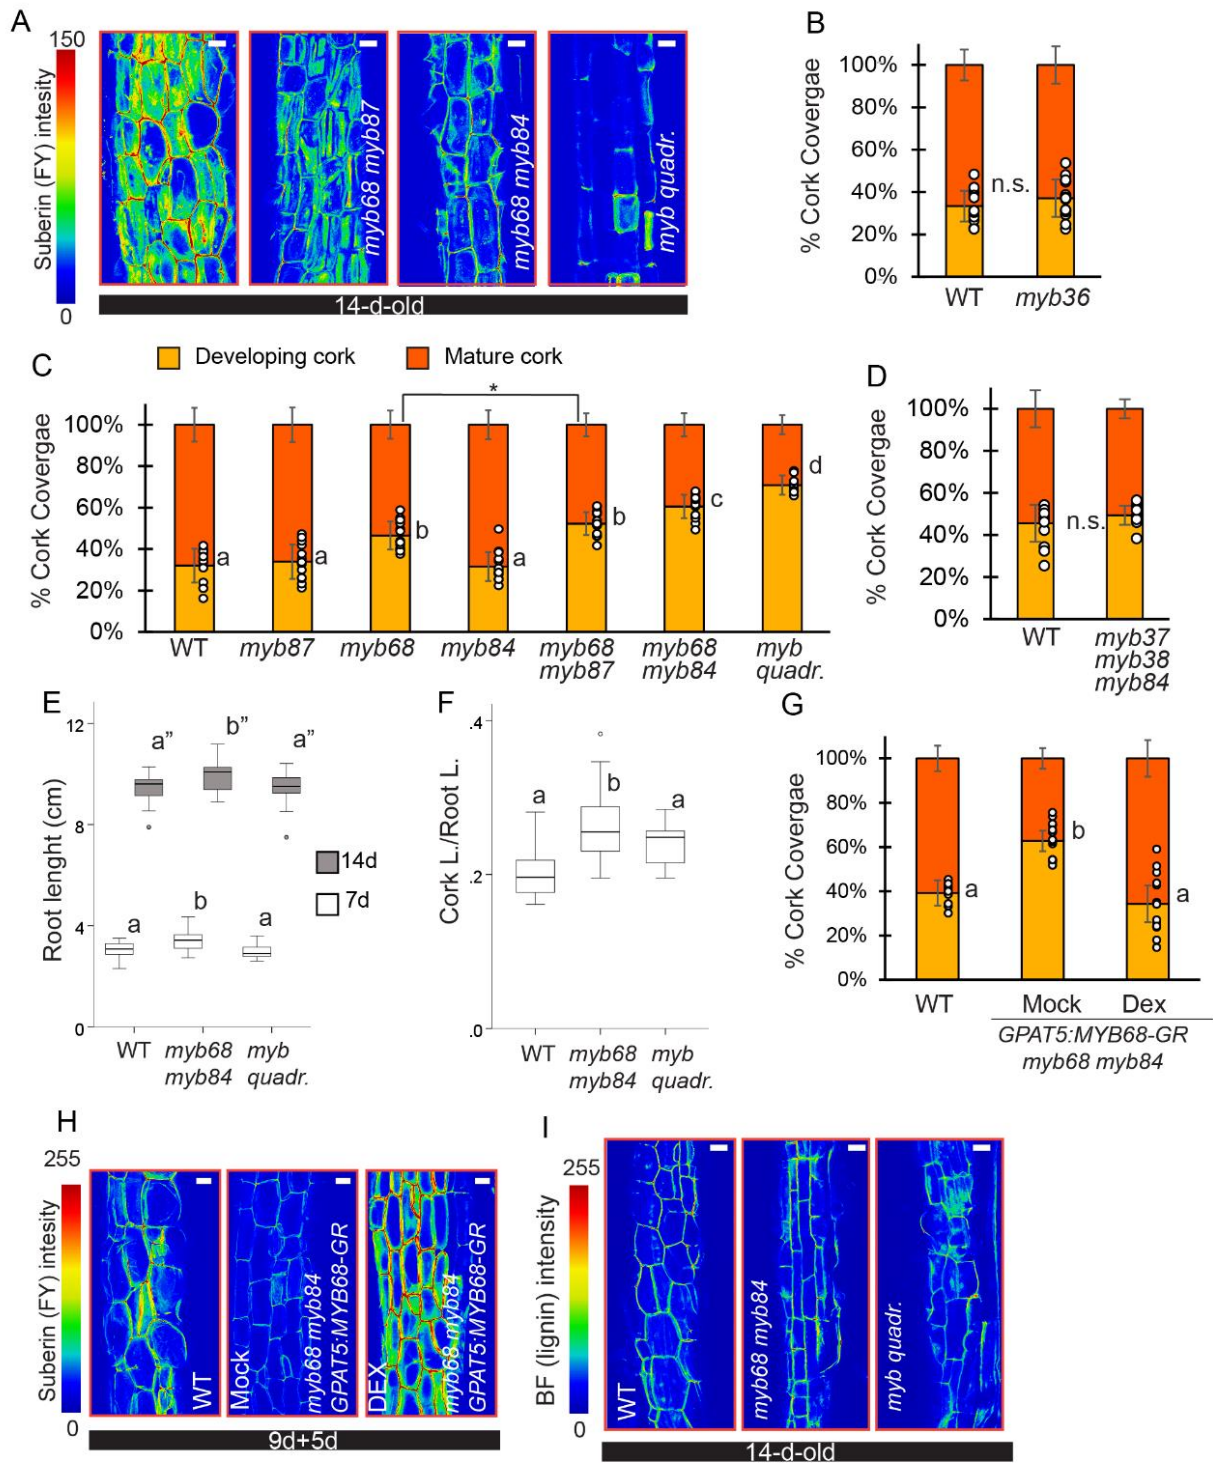 A
150
Suberin (FY) intesity
0
myb68 myb87
myb68 myb84
myb quadr.
14-d-old
B
% Cork Covergae
100%
80%
60%
40%
20%
0%
n.s.
WT
myb36
Developing cork
Mature cork
C
% Cork Covergae
100%
80%
60%
40%
20%
0%
*
a
a
b
a
b
c
d
WT
myb87
myb68
myb84
myb68
myb87
myb68
myb84
myb
quadr.
D
% Cork Covergae
100%
80%
60%
40%
20%
0%
n.s.
WT
myb37
myb38
myb84
E
Root lenght (cm)
12
8
4
0
a”
b”
a”
a
b
a
14d
7d
WT
myb68
myb84
myb
quadr.
F
Cork L./Root L.
.4
.2
.0
a
b
a
WT
myb68
myb84
myb
quadr.
G
% Cork Covergae
100%
80%
60%
40%
20%
0%
a
b
a
WT
Mock
Dex
GPAT5:MYB68-GR
myb68 myb84
H
255
Suberin (FY) intesity
0
WT
Mock
myb68 myb84
GPAT5:MYB68-GR
DEX
myb68 myb84
GPAT5:MYB68-GR
9d+5d
I
255
BF (lignin) intensity
0
WT
myb68 myb84
myb quadr.
14-d-old